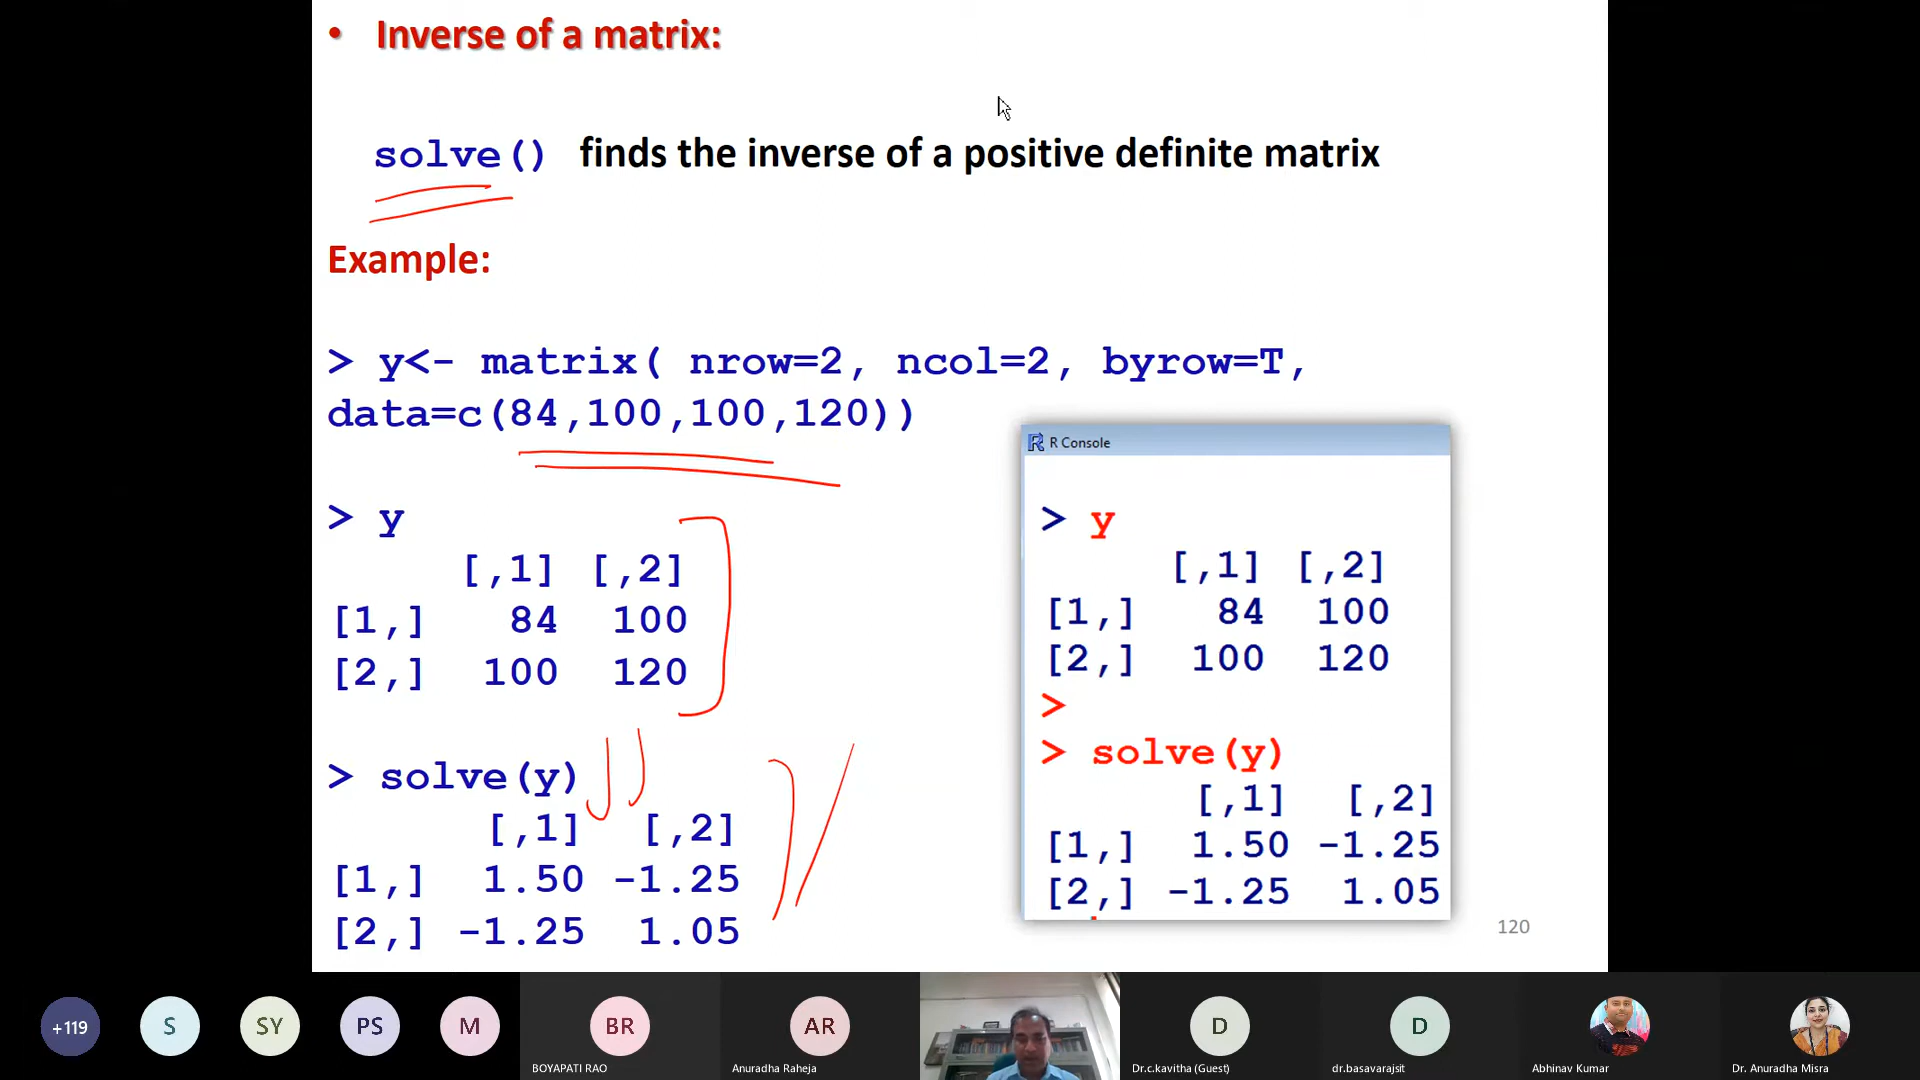 • Inverse of a matrix:
solve() finds the inverse of a positive definite matrix
Example:
> y<- matrix( nrow=2, ncol=2, byrow=T,
data=c(84,100,100,120))
> y
[,1] [,2]
[1,] 84 100
[2,] 100 120
> solve(y)
[,1] [,2]
[1,] 1.50 -1.25
[2,] -1.25 1.05
R Console
> y
[,1] [,2]
[1,] 84 100
[2,] 100 120
>
> solve(y)
[,1] [,2]
[1,] 1.50 -1.25
[2,] -1.25 1.05
120
+119 S SY PS M BR AR D D
BOYAPATI RAO Anuradha Raheja Dr.c.kavitha (Guest) dr.basavarajsit Abhinav Kumar Dr. Anuradha Misra